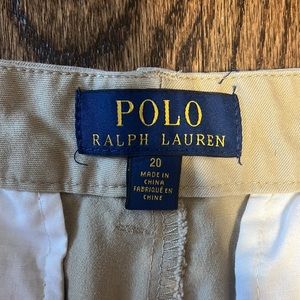 POLO
RALPH LAUREN
20
MADE IN
CHINA
FABRIQUÉ EN
CHINE